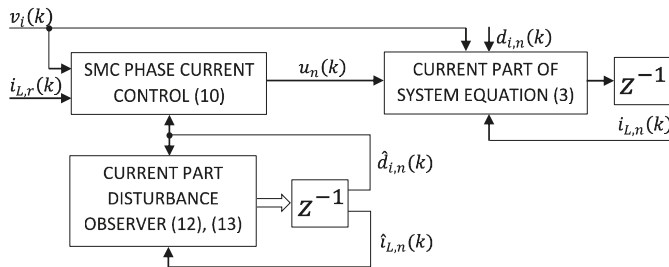 v_i(k)
d_{i,n}(k)
SMC PHASE CURRENT
CONTROL (10)
u_n(k)
CURRENT PART OF
SYSTEM EQUATION (3)
Z^{-1}
i_{L,r}(k)
i_{L,n}(k)
CURRENT PART
DISTURBANCE
OBSERVER (12), (13)
Z^{-1}
\hat{d}_{i,n}(k)
\hat{i}_{L,n}(k)